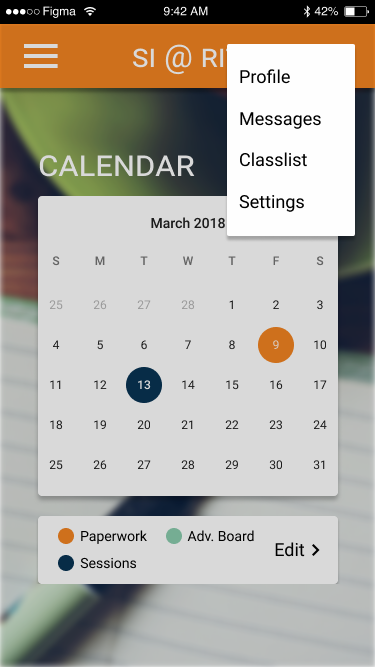 Figma 9:42 AM 42%
SI @ RI
Profile
Messages
Classlist
Settings
CALENDAR
March 2018
S M T W T F S
25 26 27 28 1 2 3
4 5 6 7 8 9 10
11 12 13 14 15 16 17
18 19 20 21 22 23 24
25 26 27 28 29 30 31
Paperwork Adv. Board
Sessions
Edit